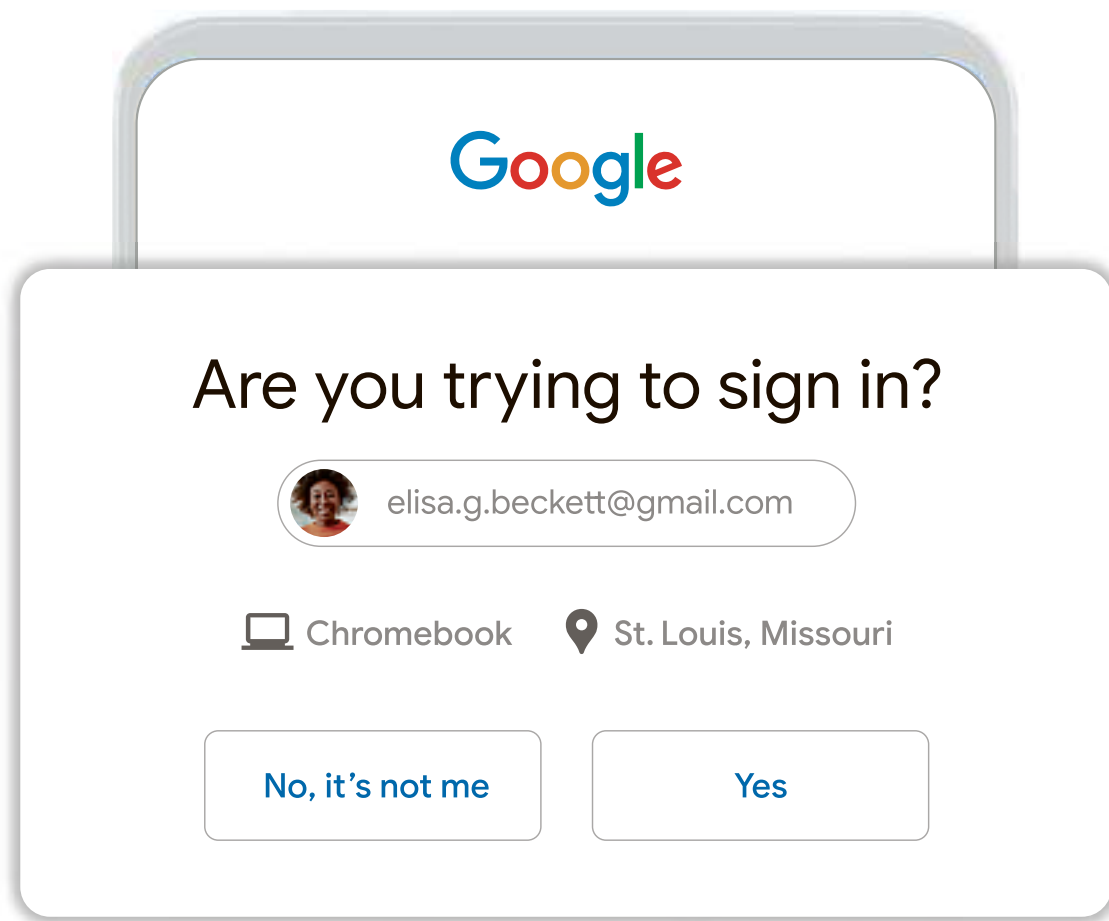 Google
Are you trying to sign in?
elisa.g.beckett@gmail.com
Chromebook St. Louis, Missouri
No, it’s not me Yes